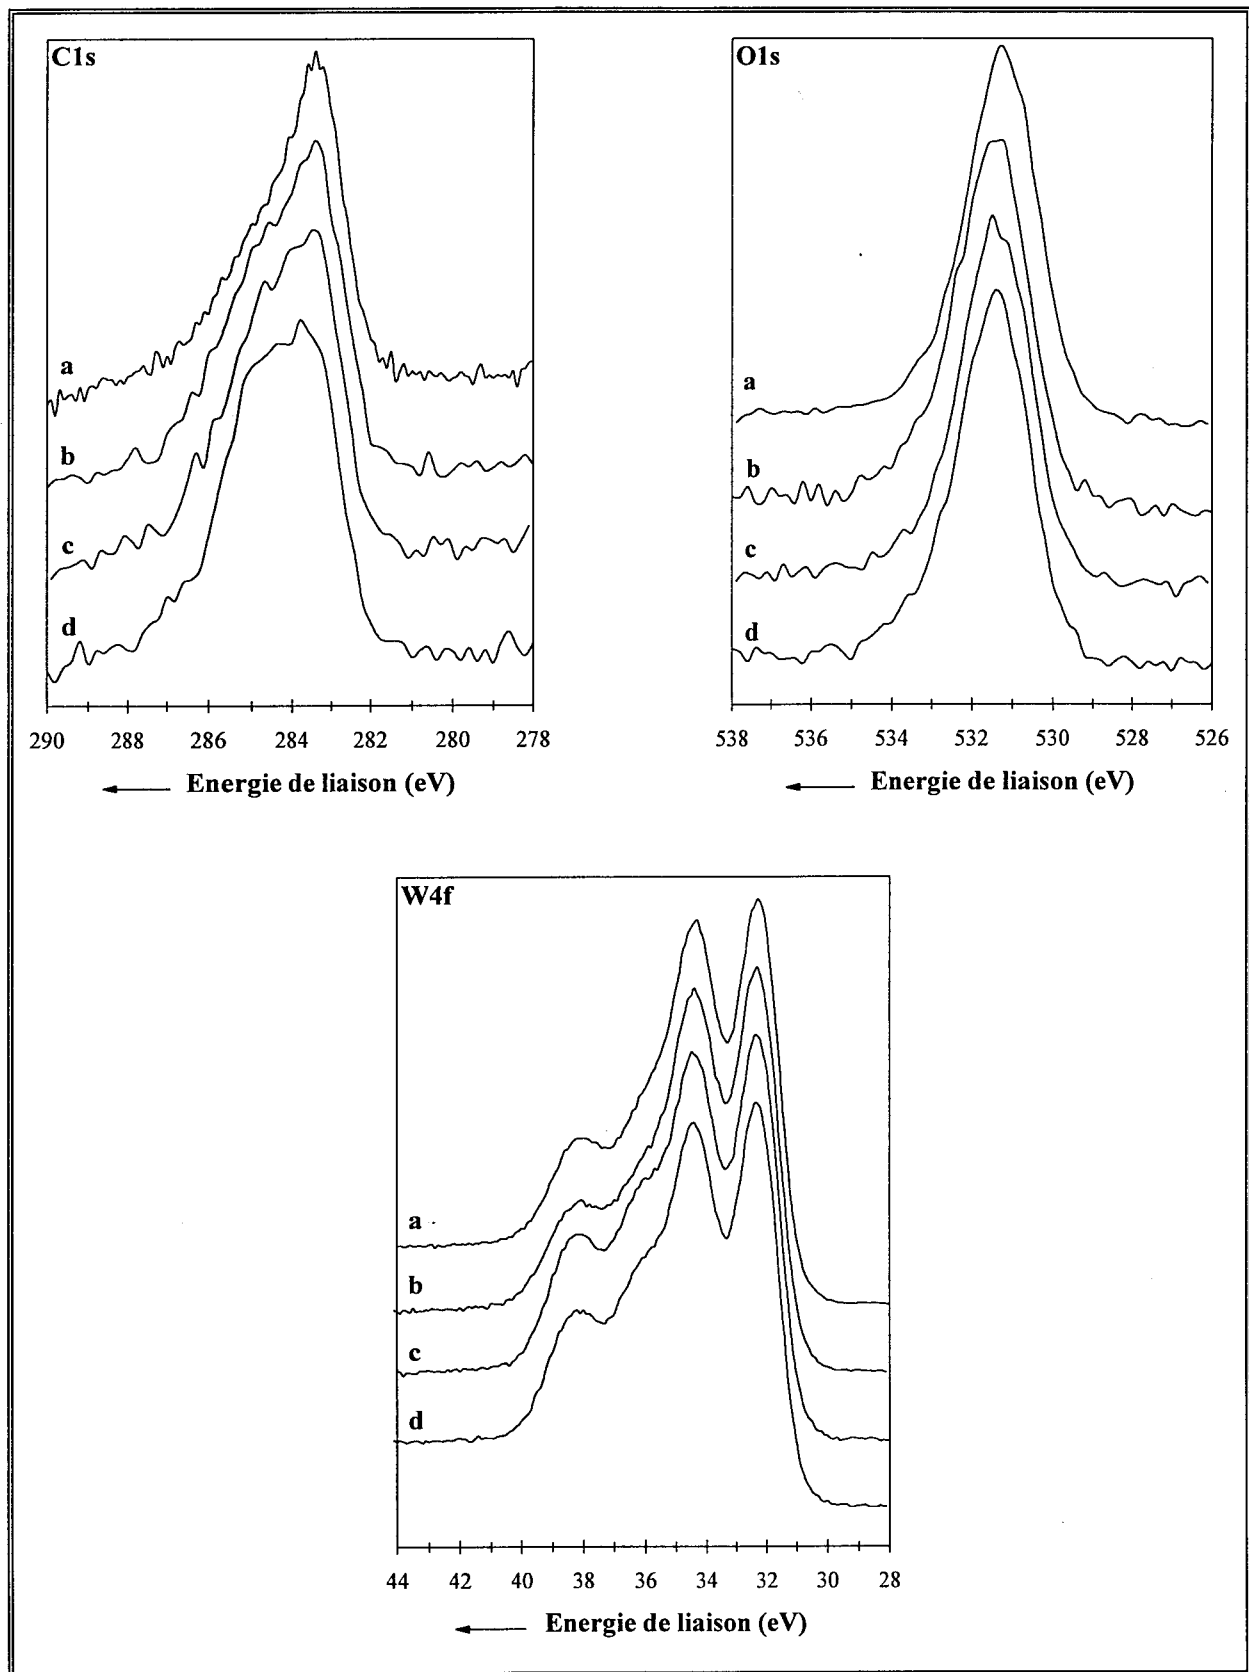 C1s
a
b
c
d
290 288 286 284 282 280 278
Energie de liaison (eV)
O1s
a
b
c
d
538 536 534 532 530 528 526
Energie de liaison (eV)
W4f
a
b
c
d
44 42 40 38 36 34 32 30 28
Energie de liaison (eV)